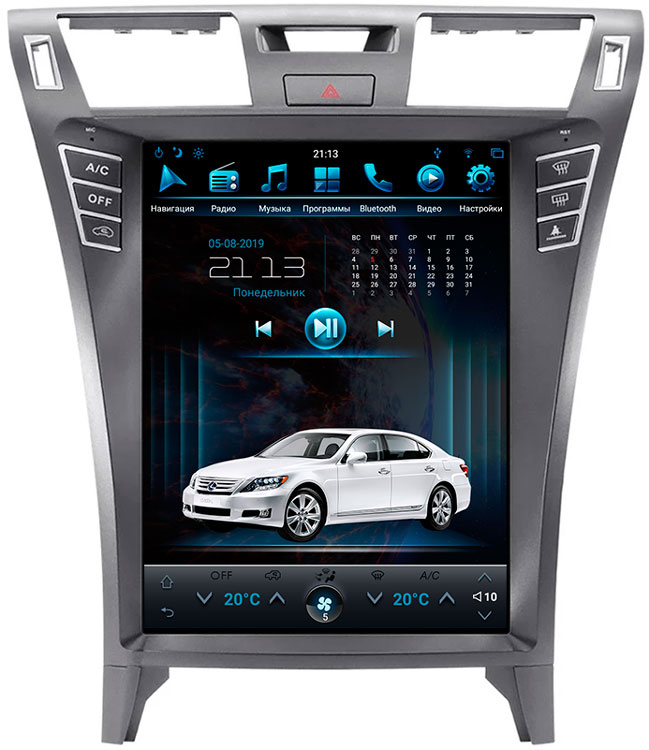 MIC
RST
A/C
OFF
21:13
Навигация Радио Музыка Программы Bluetooth Видео Настройки
05-08-2019
21 13
Понедельник
ВС ПН ВТ СР ЧТ ПТ СБ
28 29 30 31 1 2 3
4 5 6 7 8 9 10
11 12 13 14 15 16 17
18 19 20 21 22 23 24
25 26 27 28 29 30 31
1 2 3 4 5 6 7
OFF A/C
20°C 20°C 10
5